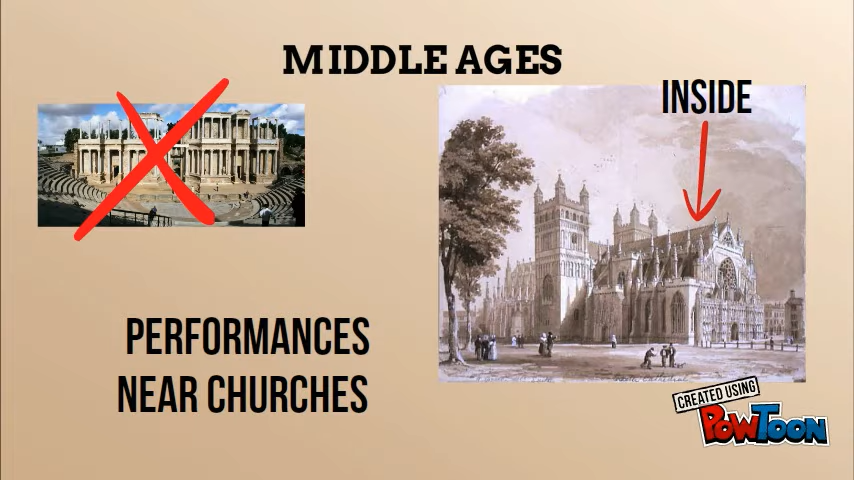 MIDDLE AGES
INSIDE
PERFORMANCES
NEAR CHURCHES
CREATED USING
POWTOON